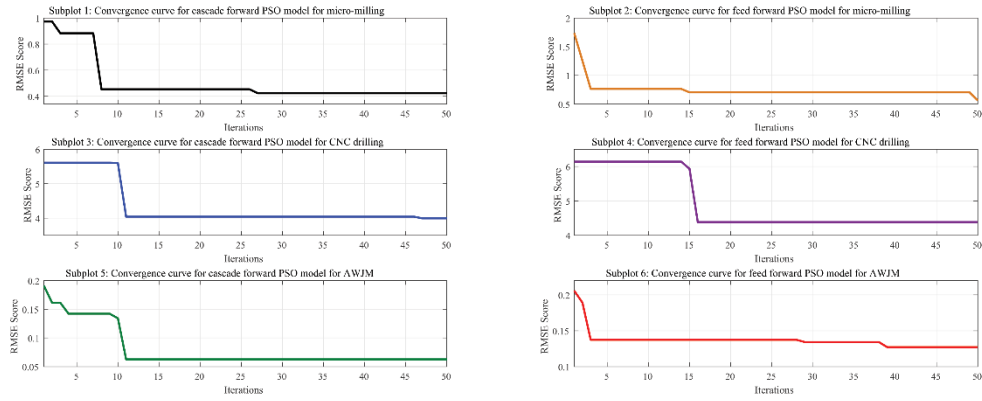 Subplot 1: Convergence curve for cascade forward PSO model for micro-milling
RMSE Score
1
0.8
0.6
0.4
5 10 15 20 25 30 35 40 45 50
Iterations
Subplot 2: Convergence curve for feed forward PSO model for micro-milling
RMSE Score
2
1.5
1
0.5
5 10 15 20 25 30 35 40 45 50
Iterations
Subplot 3: Convergence curve for cascade forward PSO model for CNC drilling
RMSE Score
6
5
4
5 10 15 20 25 30 35 40 45 50
Iterations
Subplot 4: Convergence curve for feed forward PSO model for CNC drilling
RMSE Score
6
5
4
5 10 15 20 25 30 35 40 45 50
Iterations
Subplot 5: Convergence curve for cascade forward PSO model for AWJM
RMSE Score
0.2
0.15
0.1
0.05
5 10 15 20 25 30 35 40 45 50
Iterations
Subplot 6: Convergence curve for feed forward PSO model for AWJM
RMSE Score
0.2
0.15
0.1
5 10 15 20 25 30 35 40 45 50
Iterations